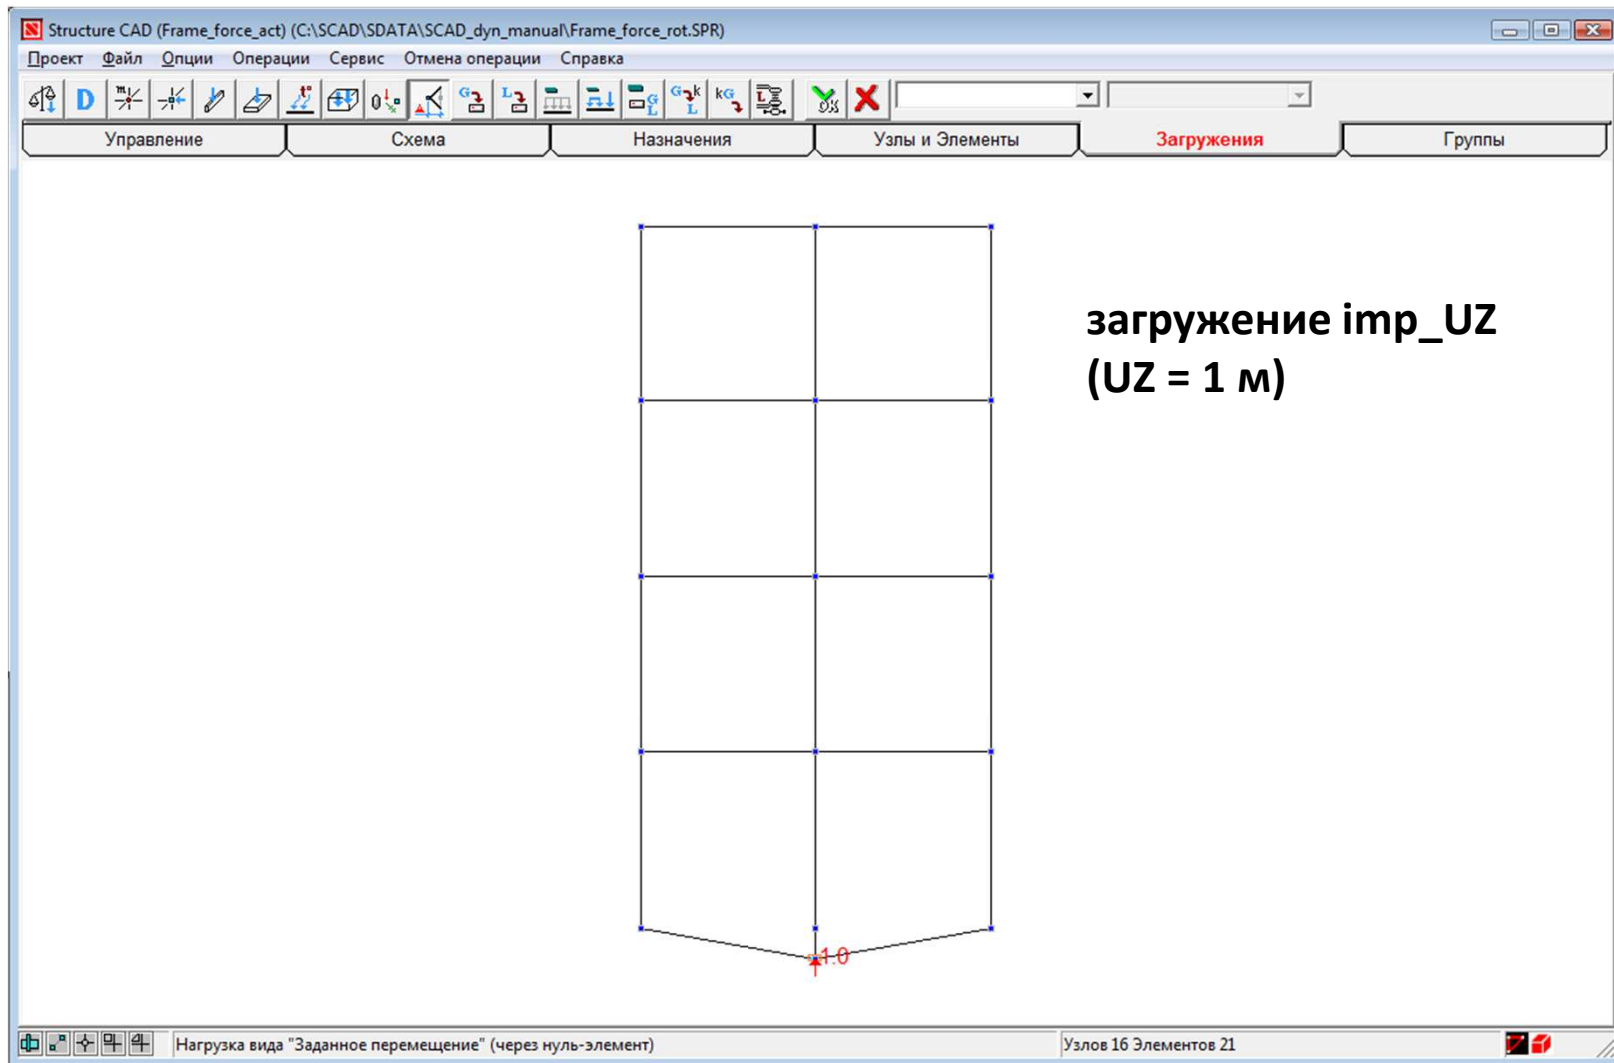 Structure CAD (Frame_force_act) (C:\SCAD\SDATA\SCAD_dyn_manual\Frame_force_rot.SPR)
Проект Файл Опции Операции Сервис Отмена операции Справка
Управление Схема Назначения Узлы и Элементы Загружения Группы
загружение imp_UZ
(UZ = 1 м)
1.0
Нагрузка вида "Заданное перемещение" (через нуль-элемент) Узлов 16 Элементов 21